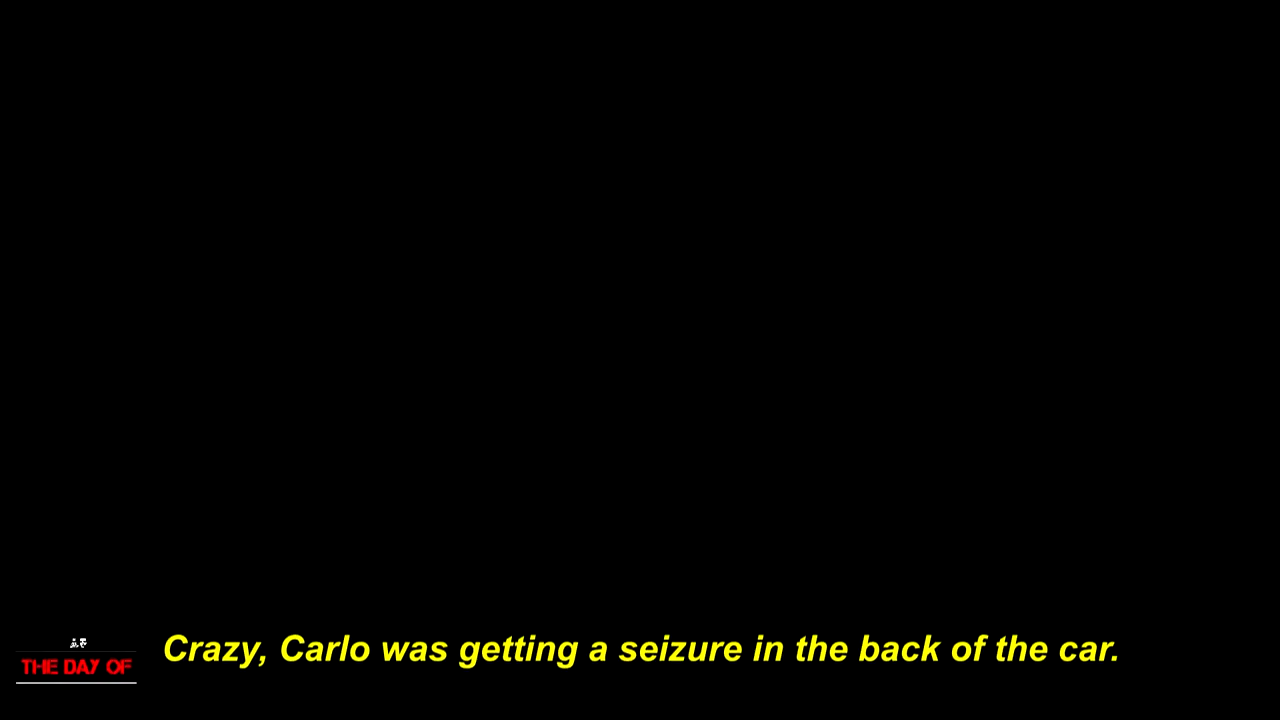 Crazy, Carlo was getting a seizure in the back of the car.
THE DAY OF